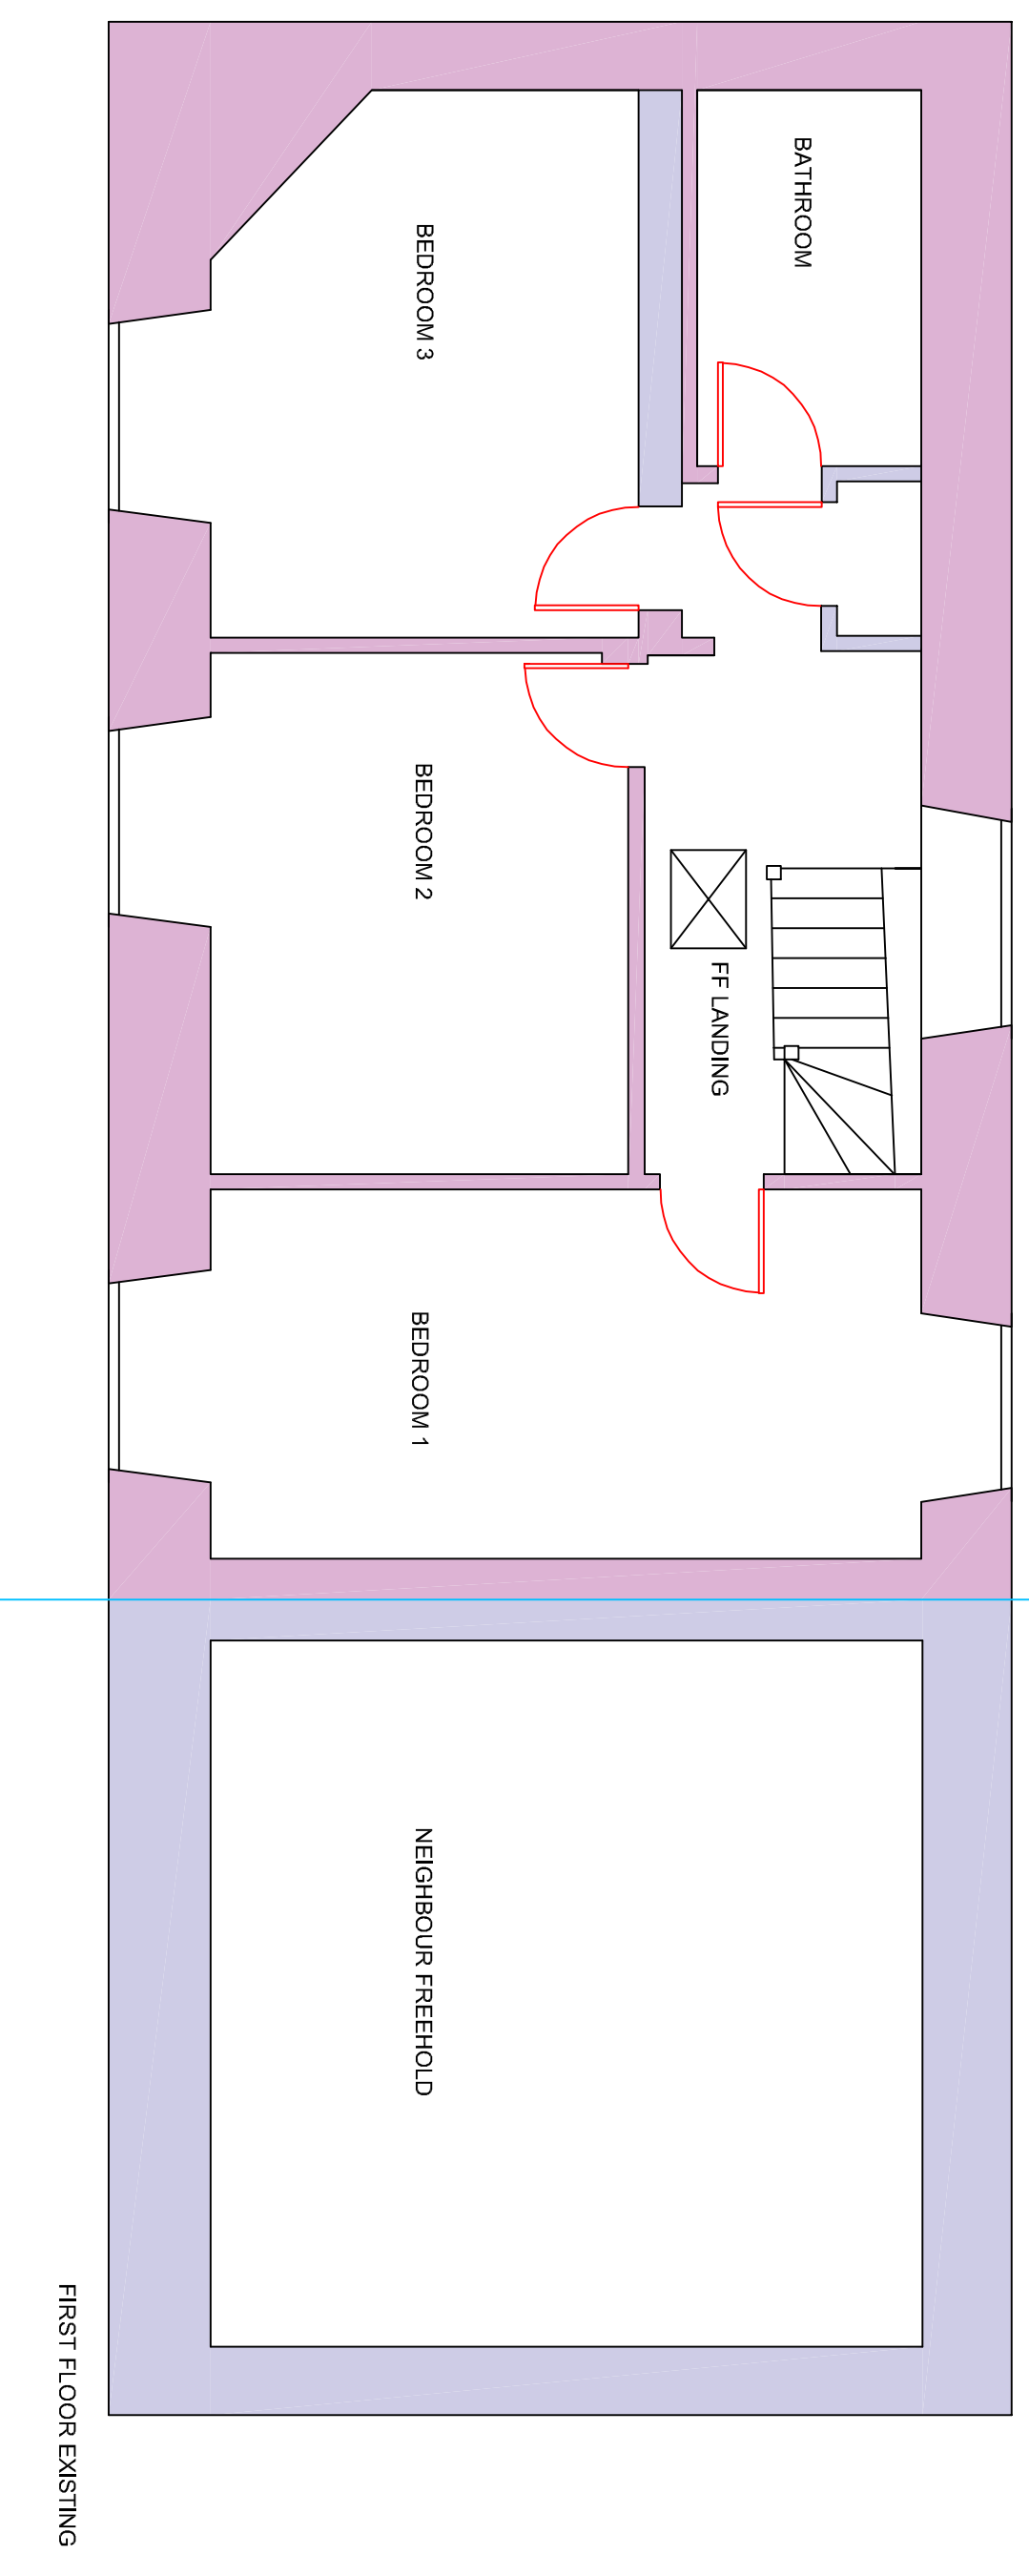 BATHROOM
BEDROOM 3
BEDROOM 2
FF LANDING
BEDROOM 1
NEIGHBOUR FREEHOLD
FIRST FLOOR EXISTING